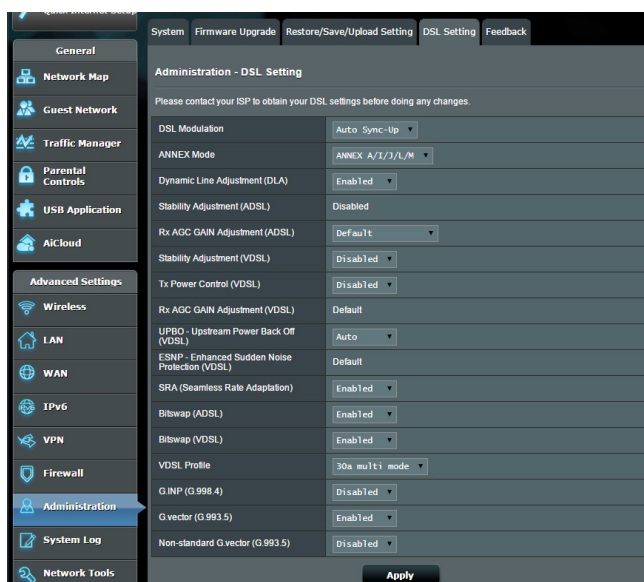 Quick Internet Setup
General
Network Map
Guest Network
Traffic Manager
Parental
Controls
USB Application
AiCloud
Advanced Settings
Wireless
LAN
WAN
IPv6
VPN
Firewall
Administration
System Log
Network Tools
System
Firmware Upgrade
Restore/Save/Upload Setting
DSL Setting
Feedback
Administration - DSL Setting
Please contact your ISP to obtain your DSL settings before doing any changes.
DSL Modulation Auto Sync-Up
ANNEX Mode ANNEX A/I/J/L/M
Dynamic Line Adjustment (DLA) Enabled
Stability Adjustment (ADSL) Disabled
Rx AGC GAIN Adjustment (ADSL) Default
Stability Adjustment (VDSL) Disabled
Tx Power Control (VDSL) Disabled
Rx AGC GAIN Adjustment (VDSL) Default
UPBO - Upstream Power Back Off
(VDSL) Auto
ESNP - Enhanced Sudden Noise
Protection (VDSL) Default
SRA (Seamless Rate Adaptation) Enabled
Bitswap (ADSL) Enabled
Bitswap (VDSL) Enabled
VDSL Profile 30a multi mode
G.INP (G.998.4) Disabled
G.vector (G.993.5) Enabled
Non-standard G.vector (G.993.5) Disabled
Apply